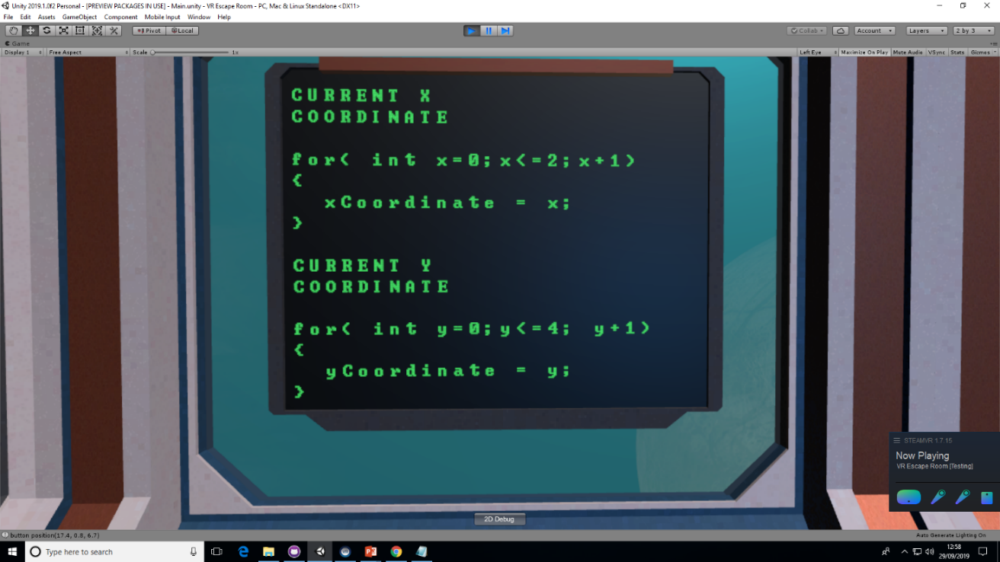 Unity 2019.1.0f2 Personal - [PREVIEW PACKAGES IN USE] - Main.unity - VR Escape Room - PC, Mac & Linux Standalone <DX11>
File Edit Assets GameObject Component Mobile Input Window Help
Pivot Local Collab Account Layers 2 by 3
Game
Display 1 Free Aspect Scale 1x Left Eye Maximize On Play Mute Audio VSync Stats Gizmos
CURRENT X
COORDINATE
for( int x=0;x<=2;x+1)
{
xCoordinate = x;
}
CURRENT Y
COORDINATE
for( int y=0;y<=4; y+1)
{
yCoordinate = y;
}
STEAMVR 1.7.15
Now Playing
VR Escape Room [Testing]
2D Debug
button position(17.4, 0.8, 6.7) Auto Generate Lighting On
Type here to search
12:58
29/09/2019